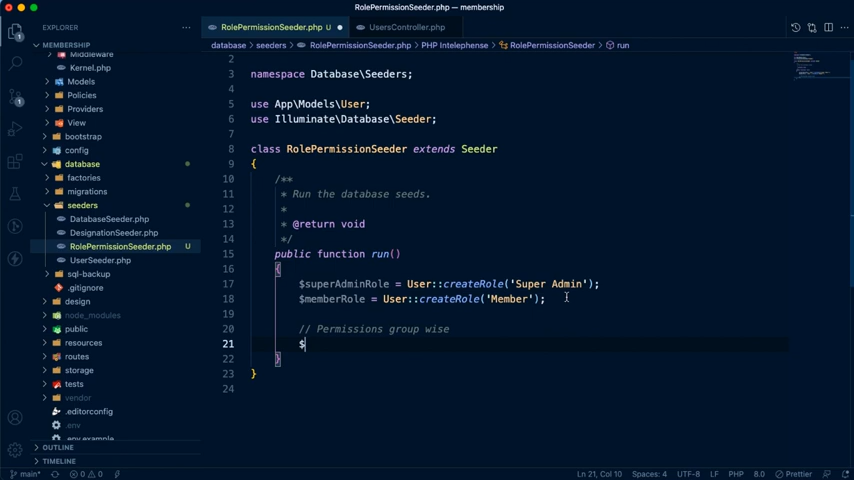 RolePermissionSeeder.php — membership
EXPLORER
RolePermissionSeeder.php U
UsersController.php
MEMBERSHIP
database > seeders > RolePermissionSeeder.php > PHP Intelephense > RolePermissionSeeder > run
Middleware
Kernel.php
Models
Policies
Providers
View
bootstrap
config
database
factories
migrations
seeders
DatabaseSeeder.php
DesignationSeeder.php
RolePermissionSeeder.php U
UserSeeder.php
sql-backup
.gitignore
design
node_modules
public
resources
routes
storage
tests
vendor
.editorconfig
.env
.env.example
OUTLINE
TIMELINE
2
3 namespace Database\Seeders;
4
5 use App\Models\User;
6 use Illuminate\Database\Seeder;
7
8 class RolePermissionSeeder extends Seeder
9 {
10 /**
11 * Run the database seeds.
12 *
13 * @return void
14 */
15 public function run()
16 {
17 $superAdminRole = User::createRole('Super Admin');
18 $memberRole = User::createRole('Member');
19
20 // Permissions group wise
21 $
22 }
23 }
24
1
1
main* 0 0 Ln 21, Col 10 Spaces: 4 UTF-8 LF PHP 8.0 Prettier